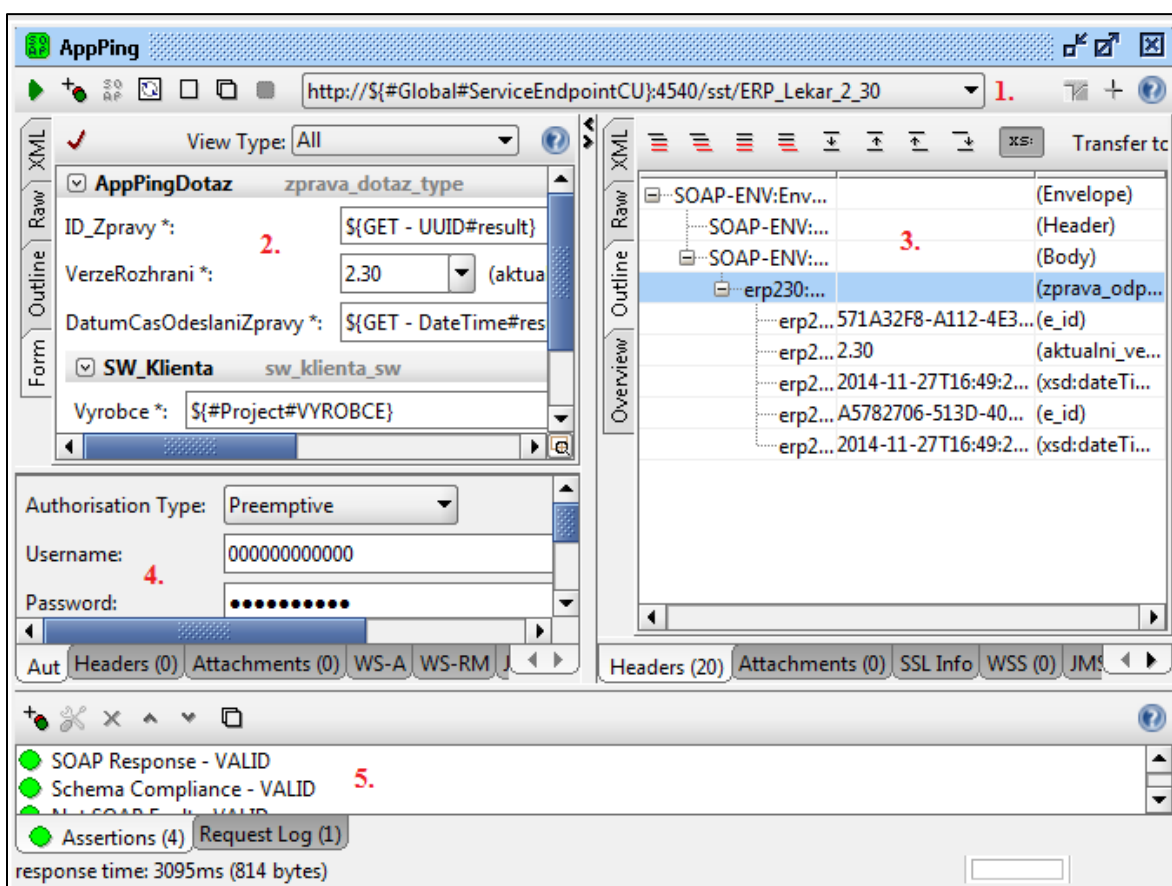 AppPing
http://${#Global#ServiceEndpointCU}:4540/sst/ERP_Lekar_2_30 1.
XML
Raw
Outline
Form
View Type: All
AppPingDotaz zprava_dotaz_type
ID_Zpravy *: ${GET - UUID#result}
2.
VerzeRozhrani *: 2.30 (aktua
DatumCasOdeslaniZpravy *: ${GET - DateTime#res
SW_Klienta sw_klienta_sw
Vyrobce *: ${#Project#VYROBCE}
Authorisation Type: Preemptive
Username: 000000000000
4.
Password: ●●●●●●●●●●
Aut Headers (0) Attachments (0) WS-A WS-RM J
XML
Raw
Outline
Overview
XS: Transfer to
SOAP-ENV:Env... (Envelope)
SOAP-ENV:... (Header)
3.
SOAP-ENV:... (Body)
erp230:... (zprava_odp...
erp2... 571A32F8-A112-4E3... (e_id)
erp2... 2.30 (aktualni_ve...
erp2... 2014-11-27T16:49:2... (xsd:dateTi...
erp2... A5782706-513D-40... (e_id)
erp2... 2014-11-27T16:49:2... (xsd:dateTi...
Headers (20) Attachments (0) SSL Info WSS (0) JMS
SOAP Response - VALID
5.
Schema Compliance - VALID
Assertions (4) Request Log (1)
response time: 3095ms (814 bytes)